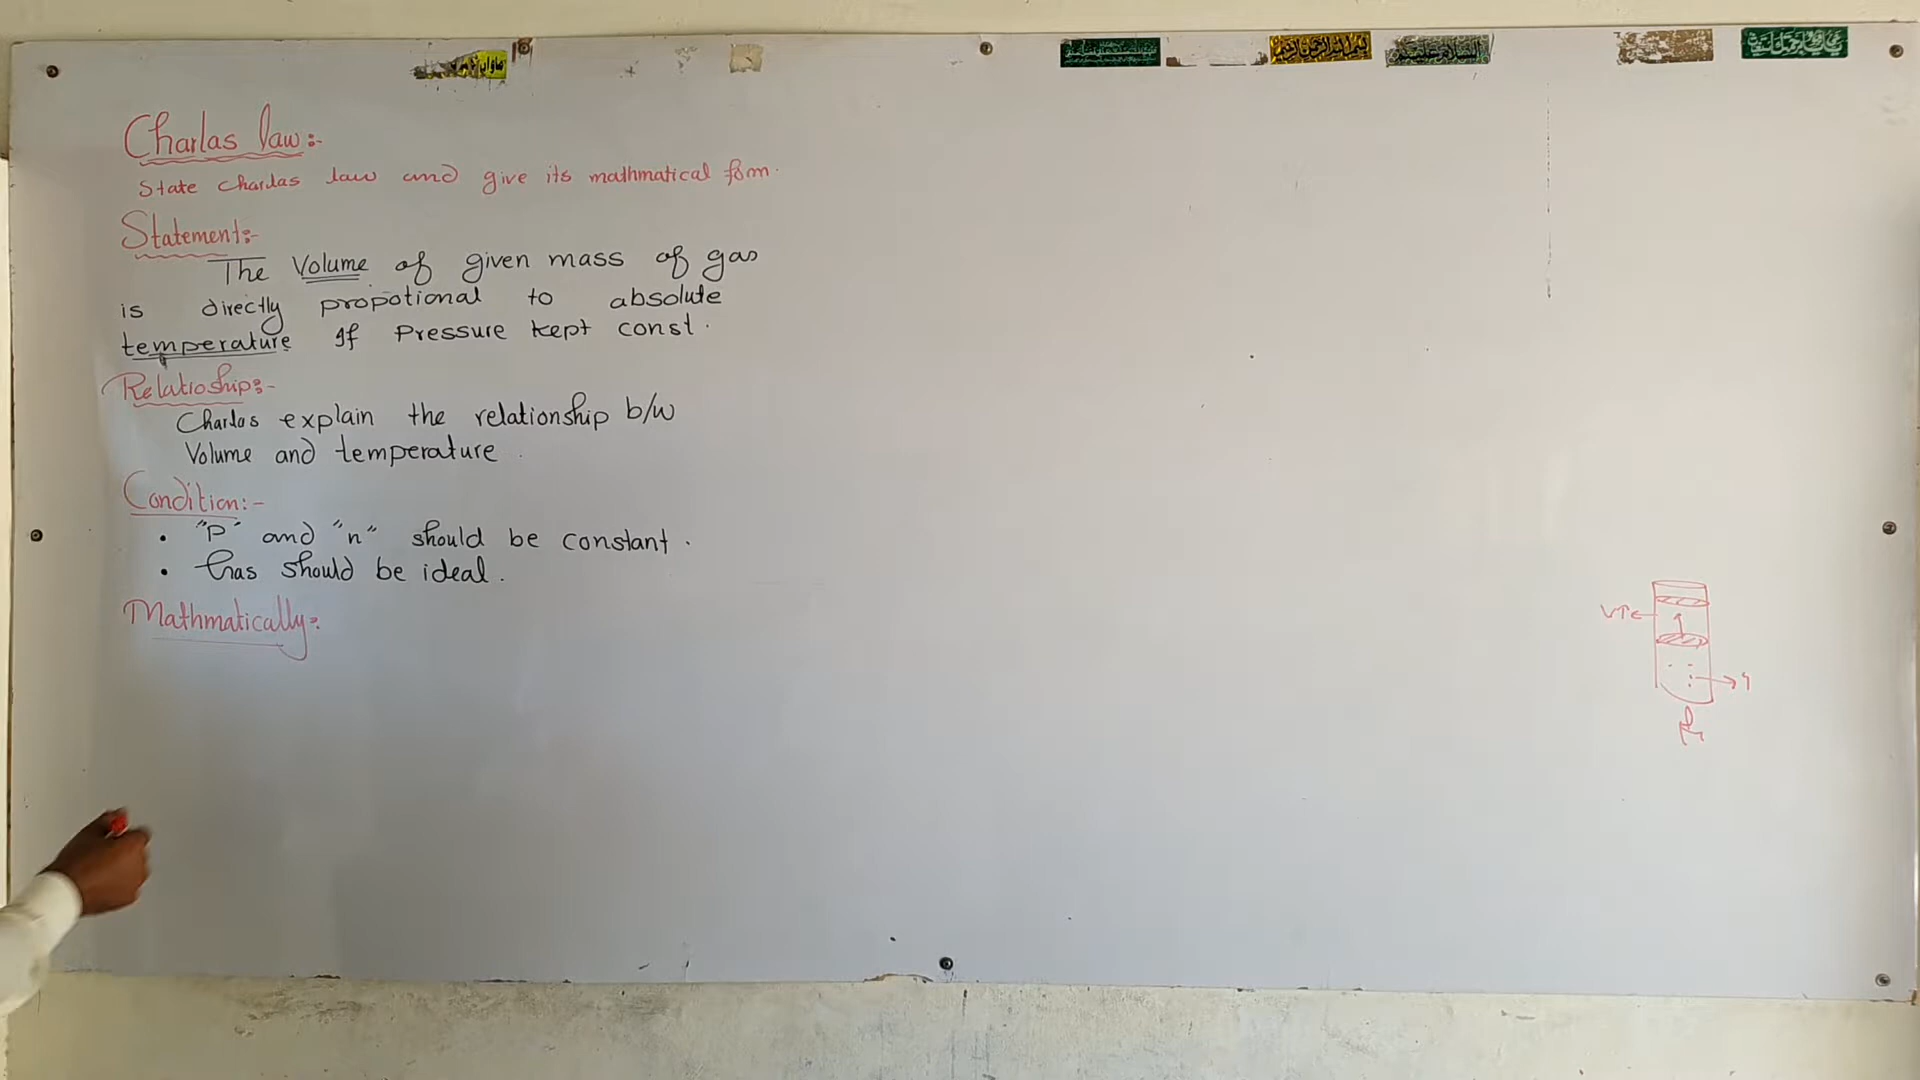 Charlas law:-
State charlas law and give its mathmatical form.
Statement:-
The Volume of given mass of gas
is directly propotional to absolute
temperature If Pressure kept const.
Relatioship:-
Charlas explain the relationship b/w
Volume and temperature.
Condition:-
• "P" and "n" should be constant.
• Gas should be ideal.
Mathmatically:-
V↑